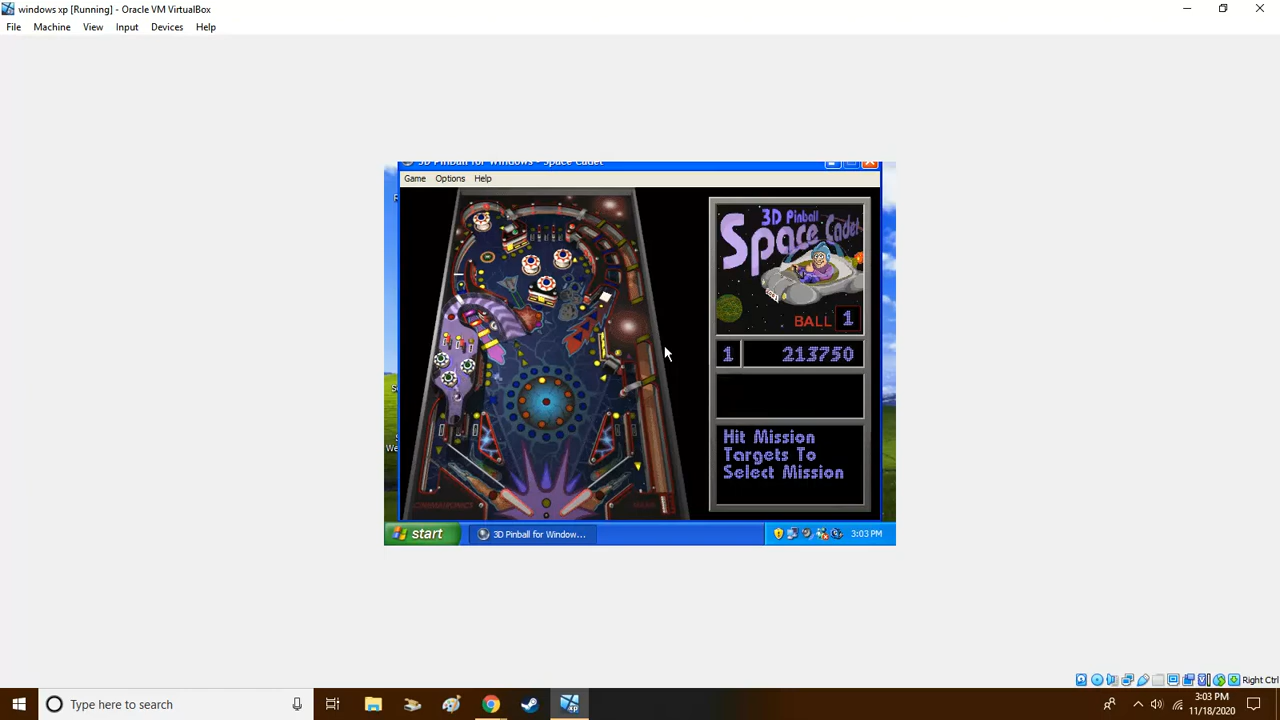 windows xp [Running] - Oracle VM VirtualBox
File Machine View Input Devices Help
3D Pinball for Windows - Space Cadet
Game Options Help
3D Pinball
Space Cadet
BALL 1
1 213750
Hit Mission
Targets To
Select Mission
start
3D Pinball for Window...
3:03 PM
Right Ctrl
Type here to search
3:03 PM
11/18/2020